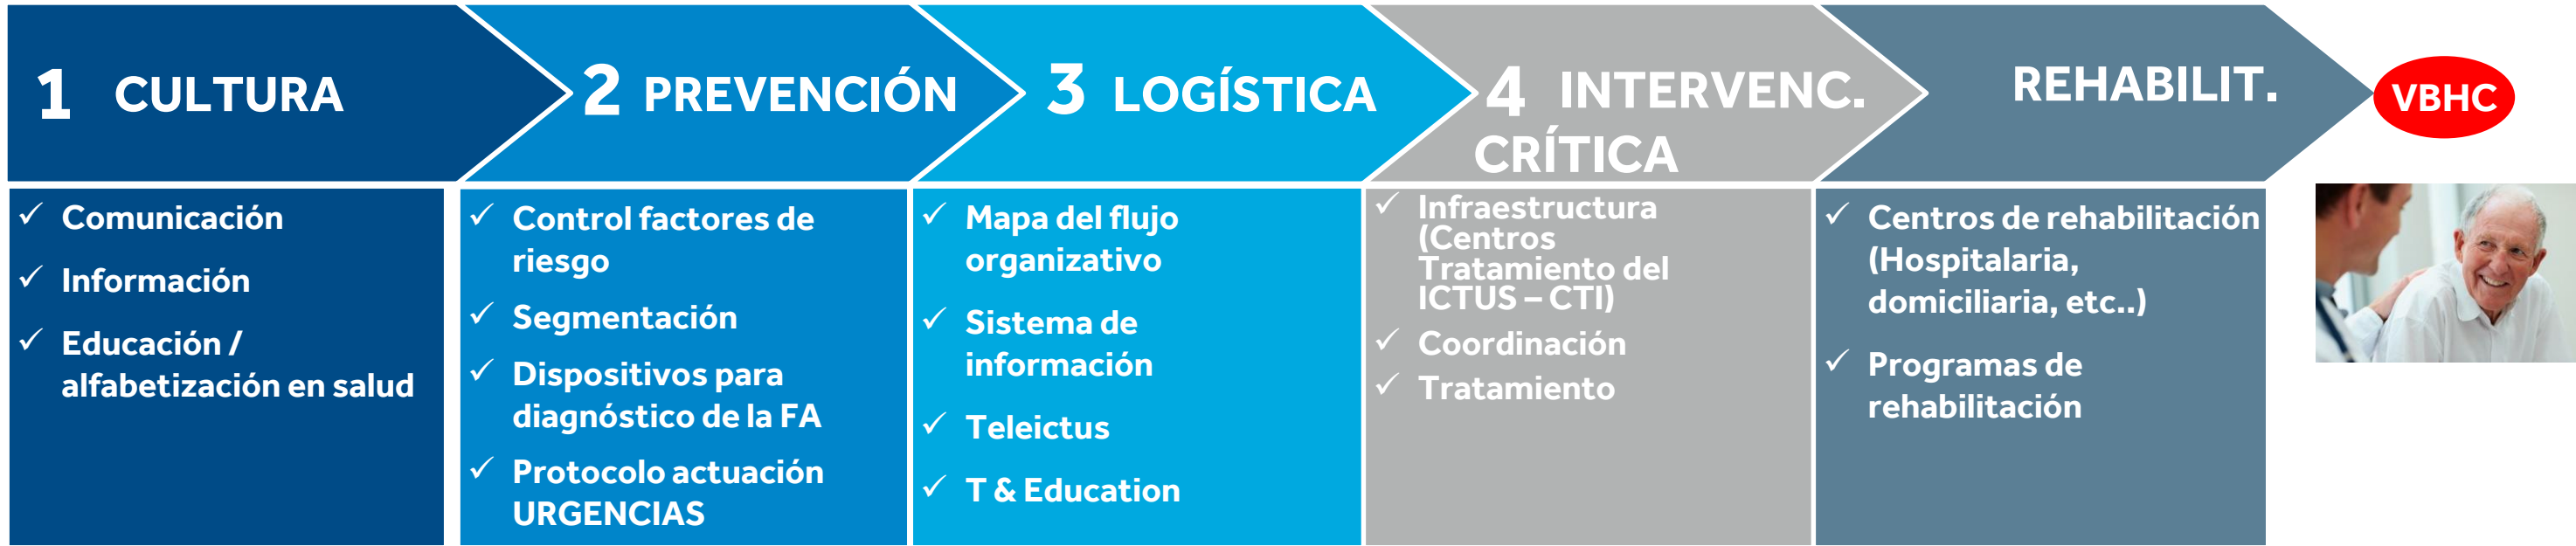 1 CULTURA
Comunicación
Información
Educación /
alfabetización en salud
2 PREVENCIÓN
Control factores de
riesgo
Segmentación
Dispositivos para
diagnóstico de la FA
Protocolo actuación
URGENCIAS
3 LOGÍSTICA
Mapa del flujo
organizativo
Sistema de
información
Teleictus
T & Education
4 INTERVENC.
CRÍTICA
Infraestructura
(Centros
Tratamiento del
ICTUS – CTI)
Coordinación
Tratamiento
REHABILIT.
Centros de rehabilitación
(Hospitalaria,
domiciliaria, etc..)
Programas de
rehabilitación
VBHC